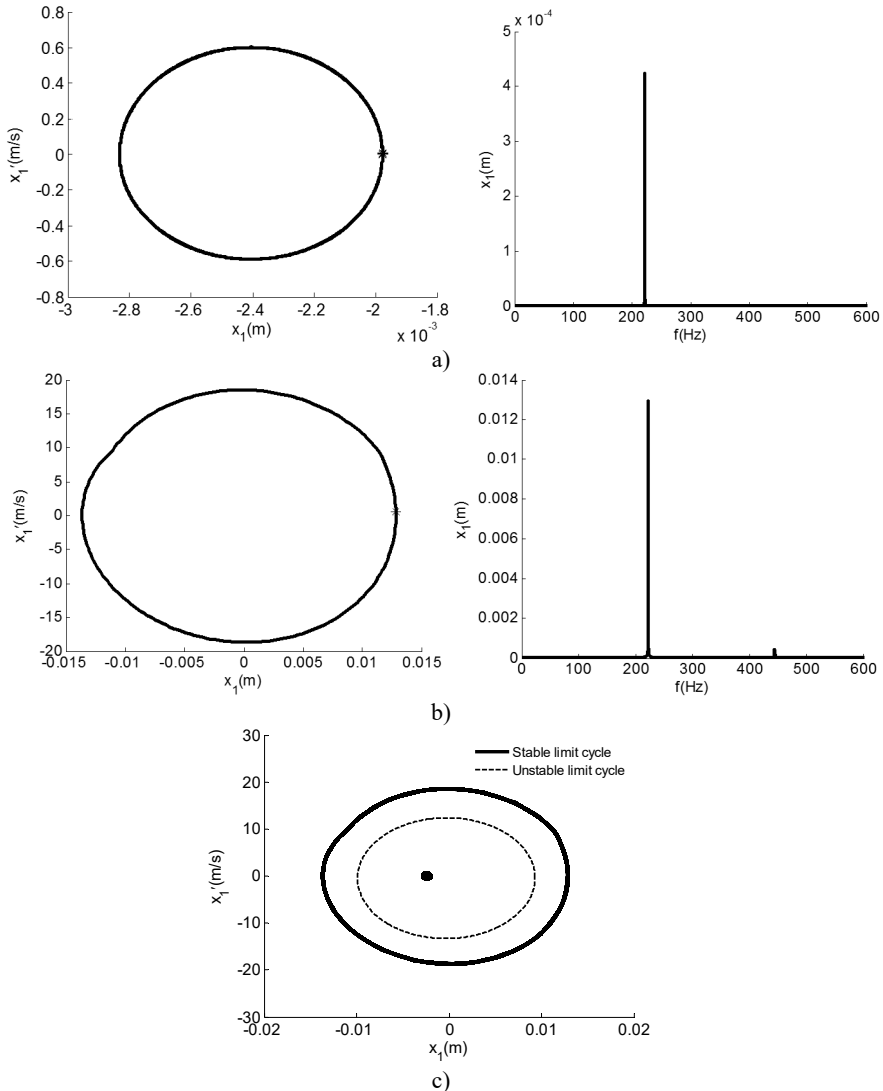 0.8
0.6
0.4
0.2
0
-0.2
-0.4
-0.6
-0.8
x1'(m/s)
-3 -2.8 -2.6 -2.4 -2.2 -2 -1.8
x1(m)
x 10-3
x 10-4
5
4
3
2
1
0
x1(m)
0 100 200 300 400 500 600
f(Hz)
a)
20
15
10
5
0
-5
-10
-15
-20
x1'(m/s)
-0.015 -0.01 -0.005 0 0.005 0.01 0.015
x1(m)
0.014
0.012
0.01
0.008
0.006
0.004
0.002
0
x1(m)
0 100 200 300 400 500 600
f(Hz)
b)
30
20
10
0
-10
-20
-30
x1'(m/s)
Stable limit cycle
Unstable limit cycle
-0.02 -0.01 0 0.01 0.02
x1(m)
c)